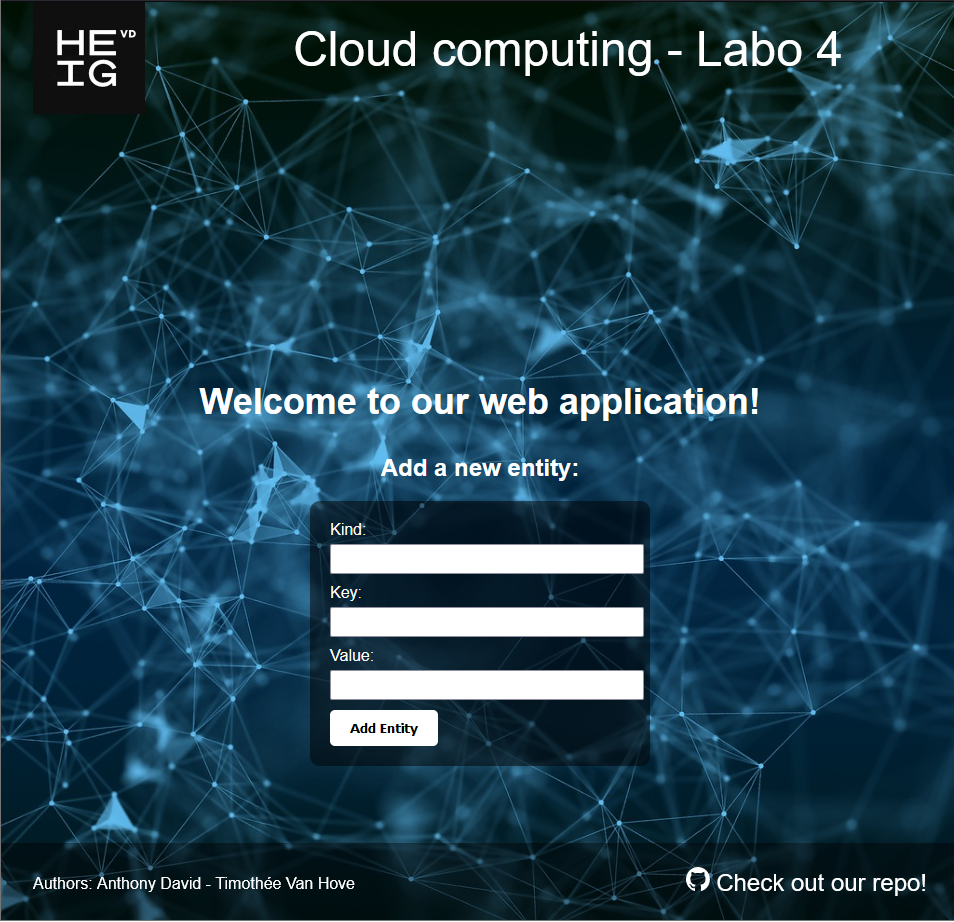 HE VD
IG
Cloud computing - Labo 4
Welcome to our web application!
Add a new entity:
Kind:
Key:
Value:
Add Entity
Authors: Anthony David - Timothée Van Hove
Check out our repo!